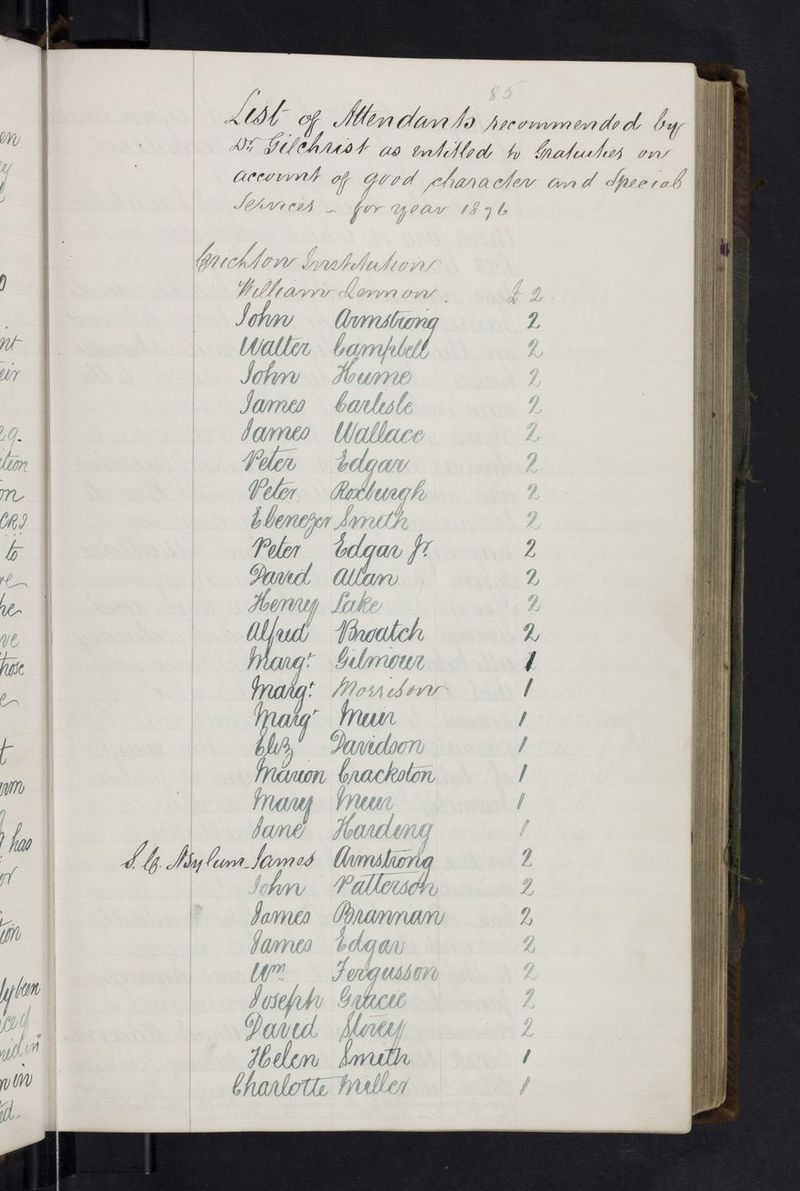 85
List of Attendants recommended by
Dr. Gilchrist as entitled to Gratuities on
account of good character and Special
Services - for year 1876
Crichton Institution
William Lennon. £ 2
John Armstrong 2
Walter Campbell 2
John Hume 2
James Carlisle 2
James Wallace 2
Peter Edgar 2
Peter Roxburgh 2
Ebenezer Smith 2
Peter Edgar Jr. 2
David Allan 2
Henry Lake 2
Alfred Broatch 2
Margt. Gilmour 1
Margt. Morrison 1
Margt Muir 1
Eliz Davidson 1
Marion Crackston 1
Mary Muir 1
Jane Harding 1
S. C. Asylum James Armstrong 2
John Patterson 2
James Brannan 2
James Edgar 2
Wm Fergusson 2
Joseph Gracie 2
David Storey 2
Helen Smith 1
Charlotte Miller 1